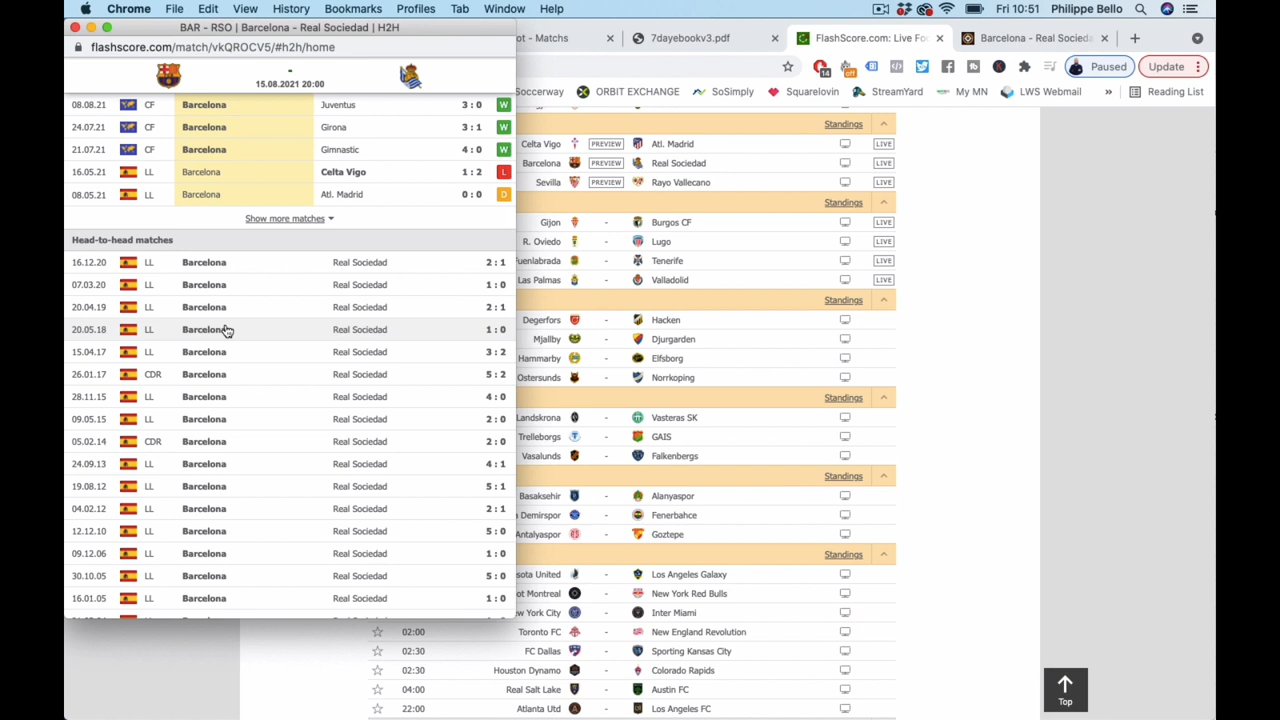 Chrome File Edit View History Bookmarks Profiles Tab Window Help Fri 10:51 Philippe Bello
BAR - RSO | Barcelona - Real Sociedad | H2H
flashscore.com/match/vkQROCV5/#h2h/home
ot - Matchs
7dayebookv3.pdf
FlashScore.com: Live Foo
Barcelona - Real Sociedad
14
off
Paused
Update
Soccerway ORBIT EXCHANGE SoSimply Squarelovin StreamYard My MN LWS Webmail » Reading List
-
15.08.2021 20:00
08.08.21 CF Barcelona Juventus 3 : 0 W
24.07.21 CF Barcelona Girona 3 : 1 W
21.07.21 CF Barcelona Gimnastic 4 : 0 W
16.05.21 LL Barcelona Celta Vigo 1 : 2 L
08.05.21 LL Barcelona Atl. Madrid 0 : 0 D
Show more matches
Head-to-head matches
16.12.20 LL Barcelona Real Sociedad 2 : 1
07.03.20 LL Barcelona Real Sociedad 1 : 0
20.04.19 LL Barcelona Real Sociedad 2 : 1
20.05.18 LL Barcelona Real Sociedad 1 : 0
15.04.17 LL Barcelona Real Sociedad 3 : 2
26.01.17 CDR Barcelona Real Sociedad 5 : 2
28.11.15 LL Barcelona Real Sociedad 4 : 0
09.05.15 LL Barcelona Real Sociedad 2 : 0
05.02.14 CDR Barcelona Real Sociedad 2 : 0
24.09.13 LL Barcelona Real Sociedad 4 : 1
19.08.12 LL Barcelona Real Sociedad 5 : 1
04.02.12 LL Barcelona Real Sociedad 2 : 1
12.12.10 LL Barcelona Real Sociedad 5 : 0
09.12.06 LL Barcelona Real Sociedad 1 : 0
30.10.05 LL Barcelona Real Sociedad 5 : 0
16.01.05 LL Barcelona Real Sociedad 1 : 0
Standings
Celta Vigo PREVIEW Atl. Madrid LIVE
Barcelona PREVIEW Real Sociedad LIVE
Sevilla PREVIEW Rayo Vallecano LIVE
Standings
Gijon - Burgos CF LIVE
R. Oviedo - Lugo LIVE
Fuenlabrada - Tenerife LIVE
Las Palmas - Valladolid LIVE
Standings
Degerfors - Hacken
Mjallby - Djurgarden
Hammarby - Elfsborg
Ostersunds - Norrkoping
Standings
Landskrona - Vasteras SK
Trelleborgs - GAIS
Vasalunds - Falkenbergs
Standings
Basaksehir - Alanyaspor
a Demirspor - Fenerbahce
Antalyaspor - Goztepe
Standings
sota United - Los Angeles Galaxy
ot Montreal - New York Red Bulls
ew York City - Inter Miami
02:00 Toronto FC - New England Revolution
02:30 FC Dallas - Sporting Kansas City
02:30 Houston Dynamo - Colorado Rapids
04:00 Real Salt Lake - Austin FC
22:00 Atlanta Utd - Los Angeles FC
Top